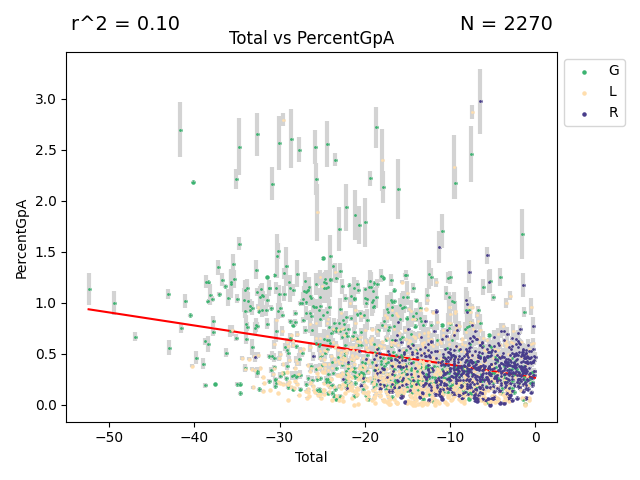 r^2 = 0.10
N = 2270
Total vs PercentGpA
G
L
R
PercentGpA
3.0
2.5
2.0
1.5
1.0
0.5
0.0
−50 −40 −30 −20 −10 0
Total